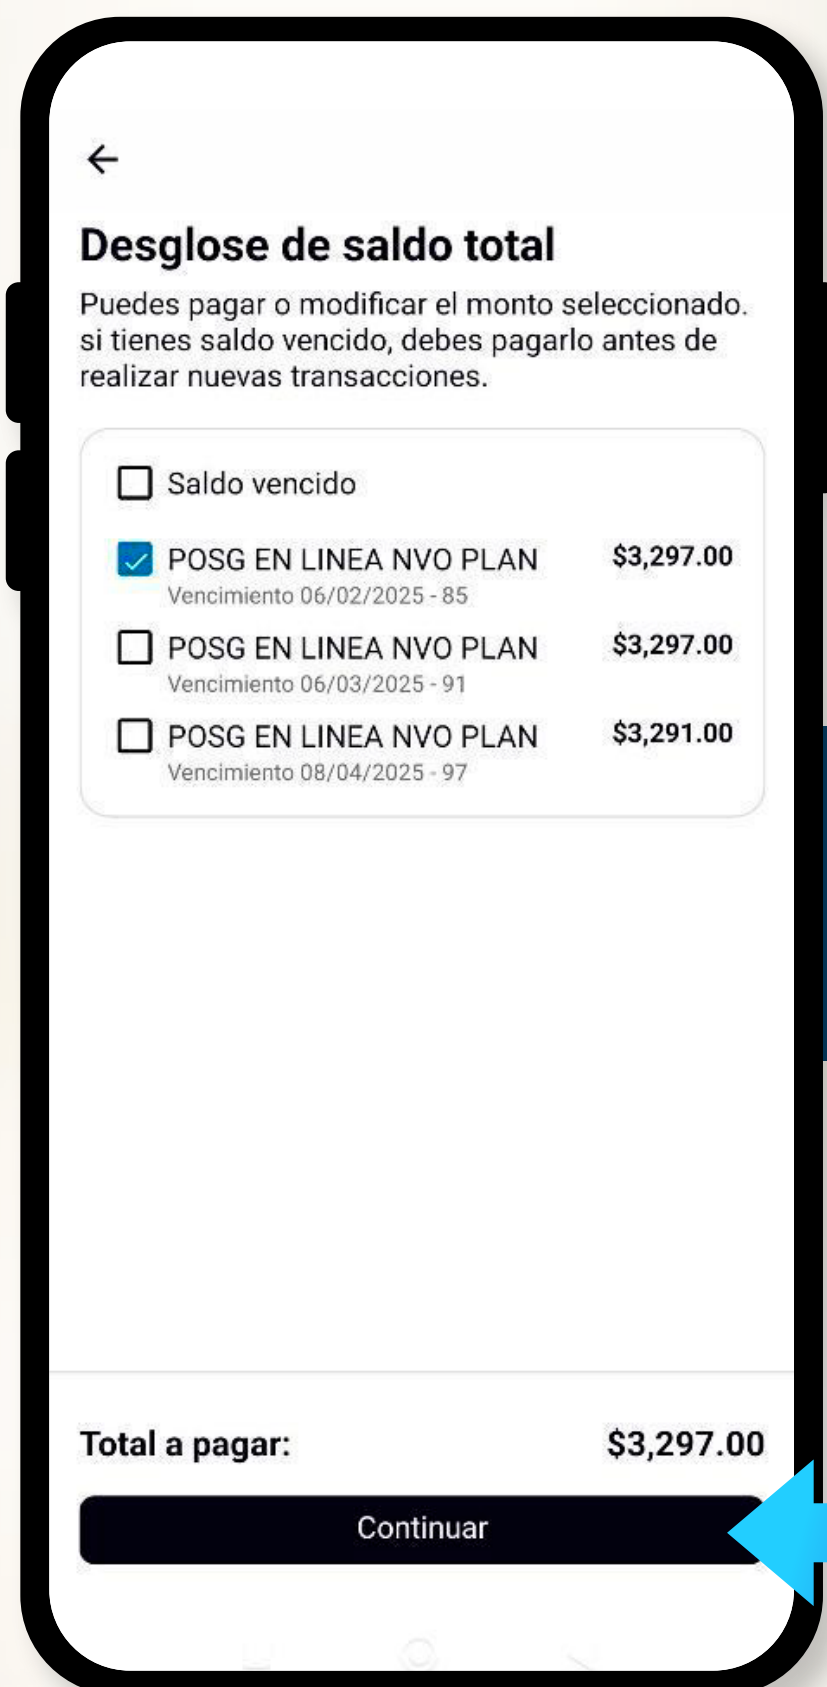 Desglose de saldo total
Puedes pagar o modificar el monto seleccionado.
si tienes saldo vencido, debes pagarlo antes de
realizar nuevas transacciones.
Saldo vencido
POSG EN LINEA NVO PLAN $3,297.00
Vencimiento 06/02/2025 - 85
POSG EN LINEA NVO PLAN $3,297.00
Vencimiento 06/03/2025 - 91
POSG EN LINEA NVO PLAN $3,291.00
Vencimiento 08/04/2025 - 97
Total a pagar: $3,297.00
Continuar